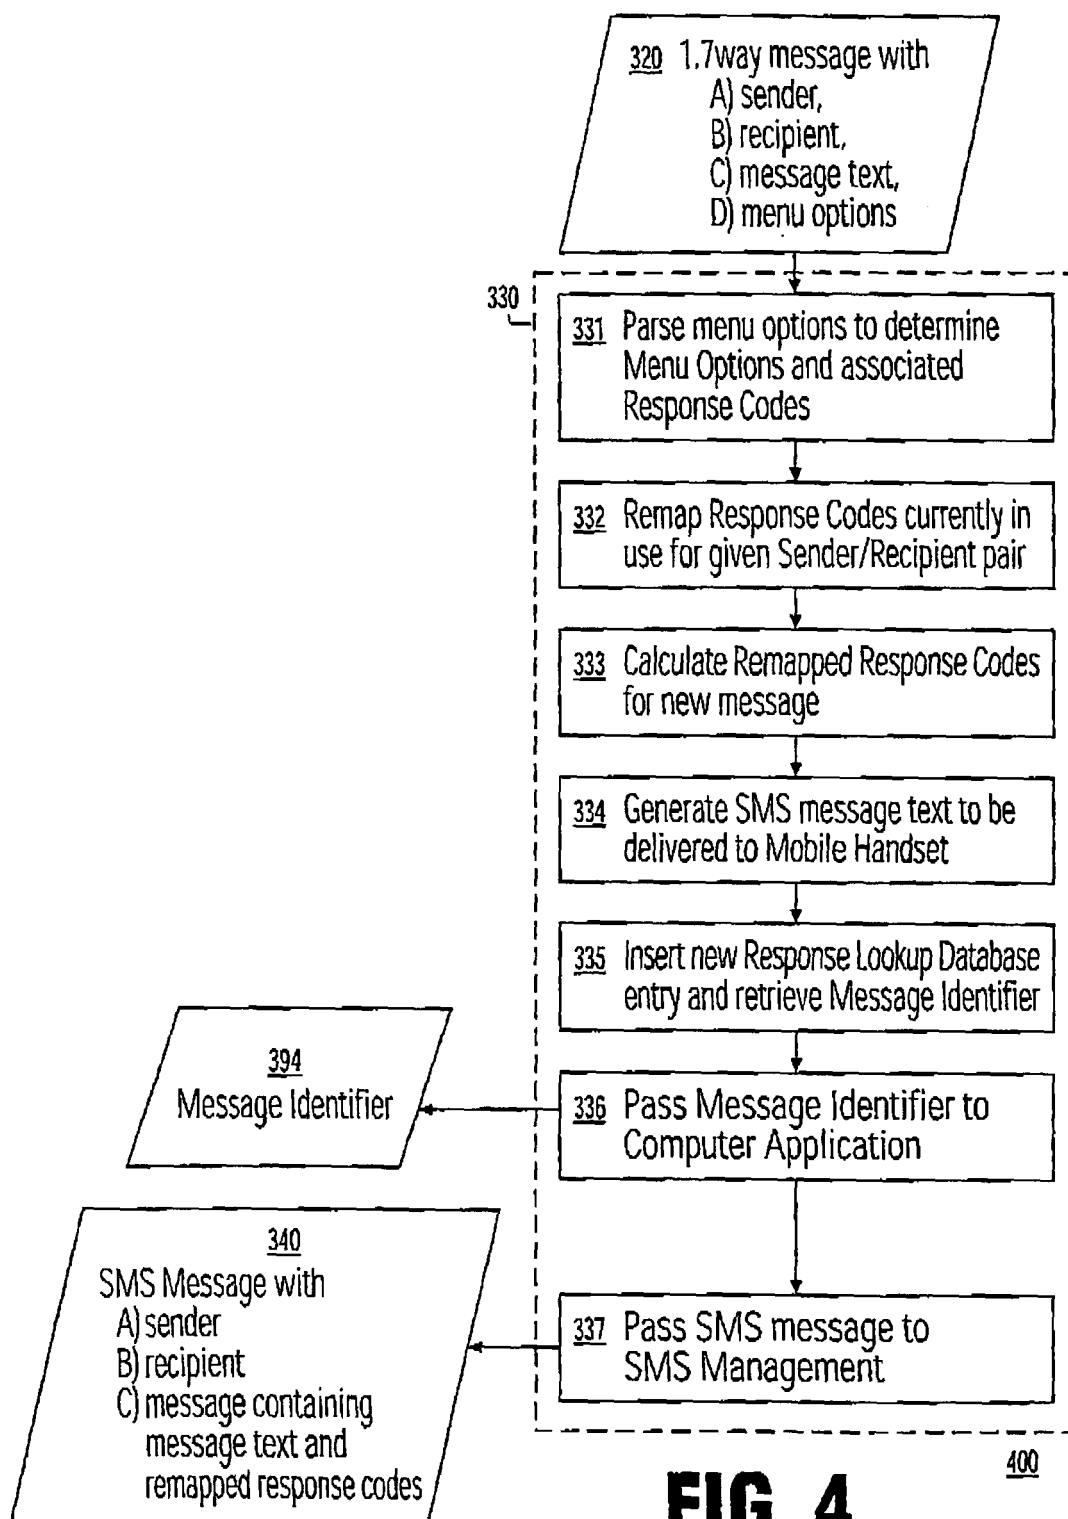 320 1.7way message with
A) sender,
B) recipient,
C) message text,
D) menu options
330
331 Parse menu options to determine
Menu Options and associated
Response Codes
332 Remap Response Codes currently in
use for given Sender/Recipient pair
333 Calculate Remapped Response Codes
for new message
334 Generate SMS message text to be
delivered to Mobile Handset
335 Insert new Response Lookup Database
entry and retrieve Message Identifier
394
Message Identifier
336 Pass Message Identifier to
Computer Application
340
SMS Message with
A) sender
B) recipient
C) message containing
message text and
remapped response codes
337 Pass SMS message to
SMS Management
400
FIG. 4